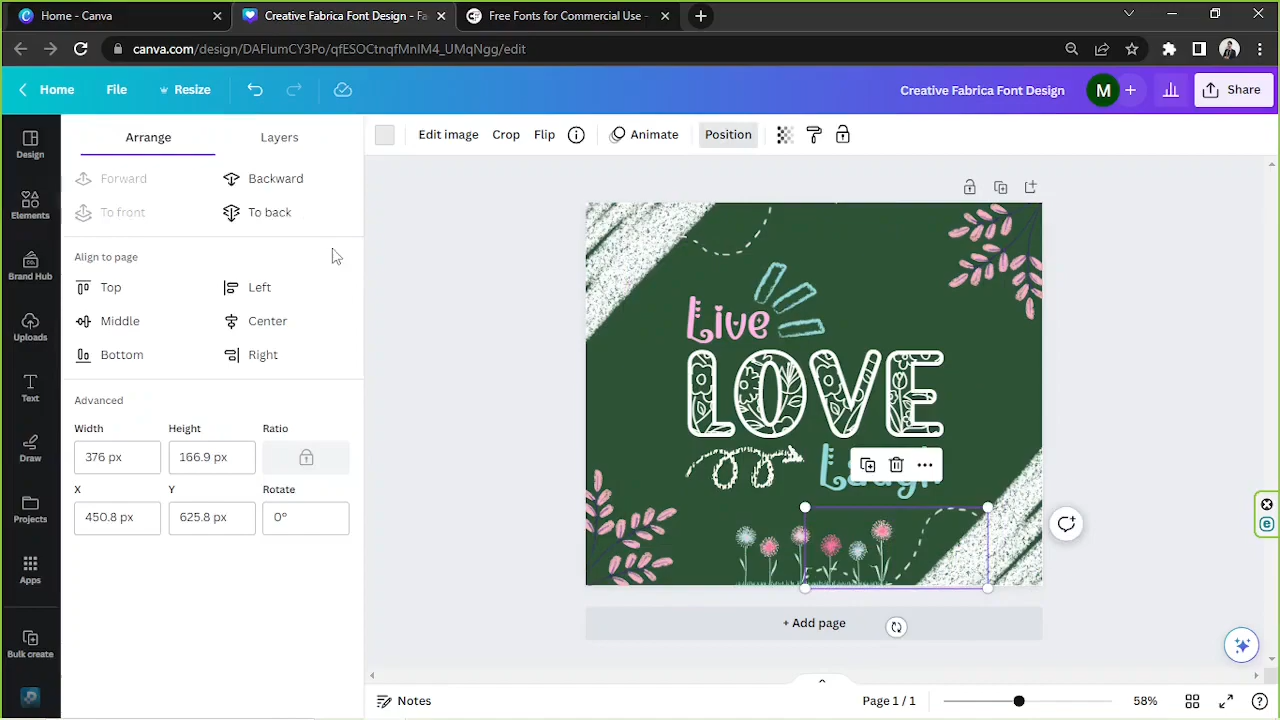 Home - Canva
Creative Fabrica Font Design - Fa
Free Fonts for Commercial Use -
canva.com/design/DAFlumCY3Po/qfESOCtnqfMnIM4_UMqNgg/edit
Home
File
Resize
Creative Fabrica Font Design
M
Share
Design
Elements
Brand Hub
Uploads
Text
Draw
Projects
Apps
Bulk create
Arrange
Layers
Forward
Backward
To front
To back
Align to page
Top
Left
Middle
Center
Bottom
Right
Advanced
Width
Height
Ratio
376 px
166.9 px
X
Y
Rotate
450.8 px
625.8 px
0°
Edit image
Crop
Flip
Animate
Position
Live
LOVE
Laugh
+ Add page
Notes
Page 1 / 1
58%